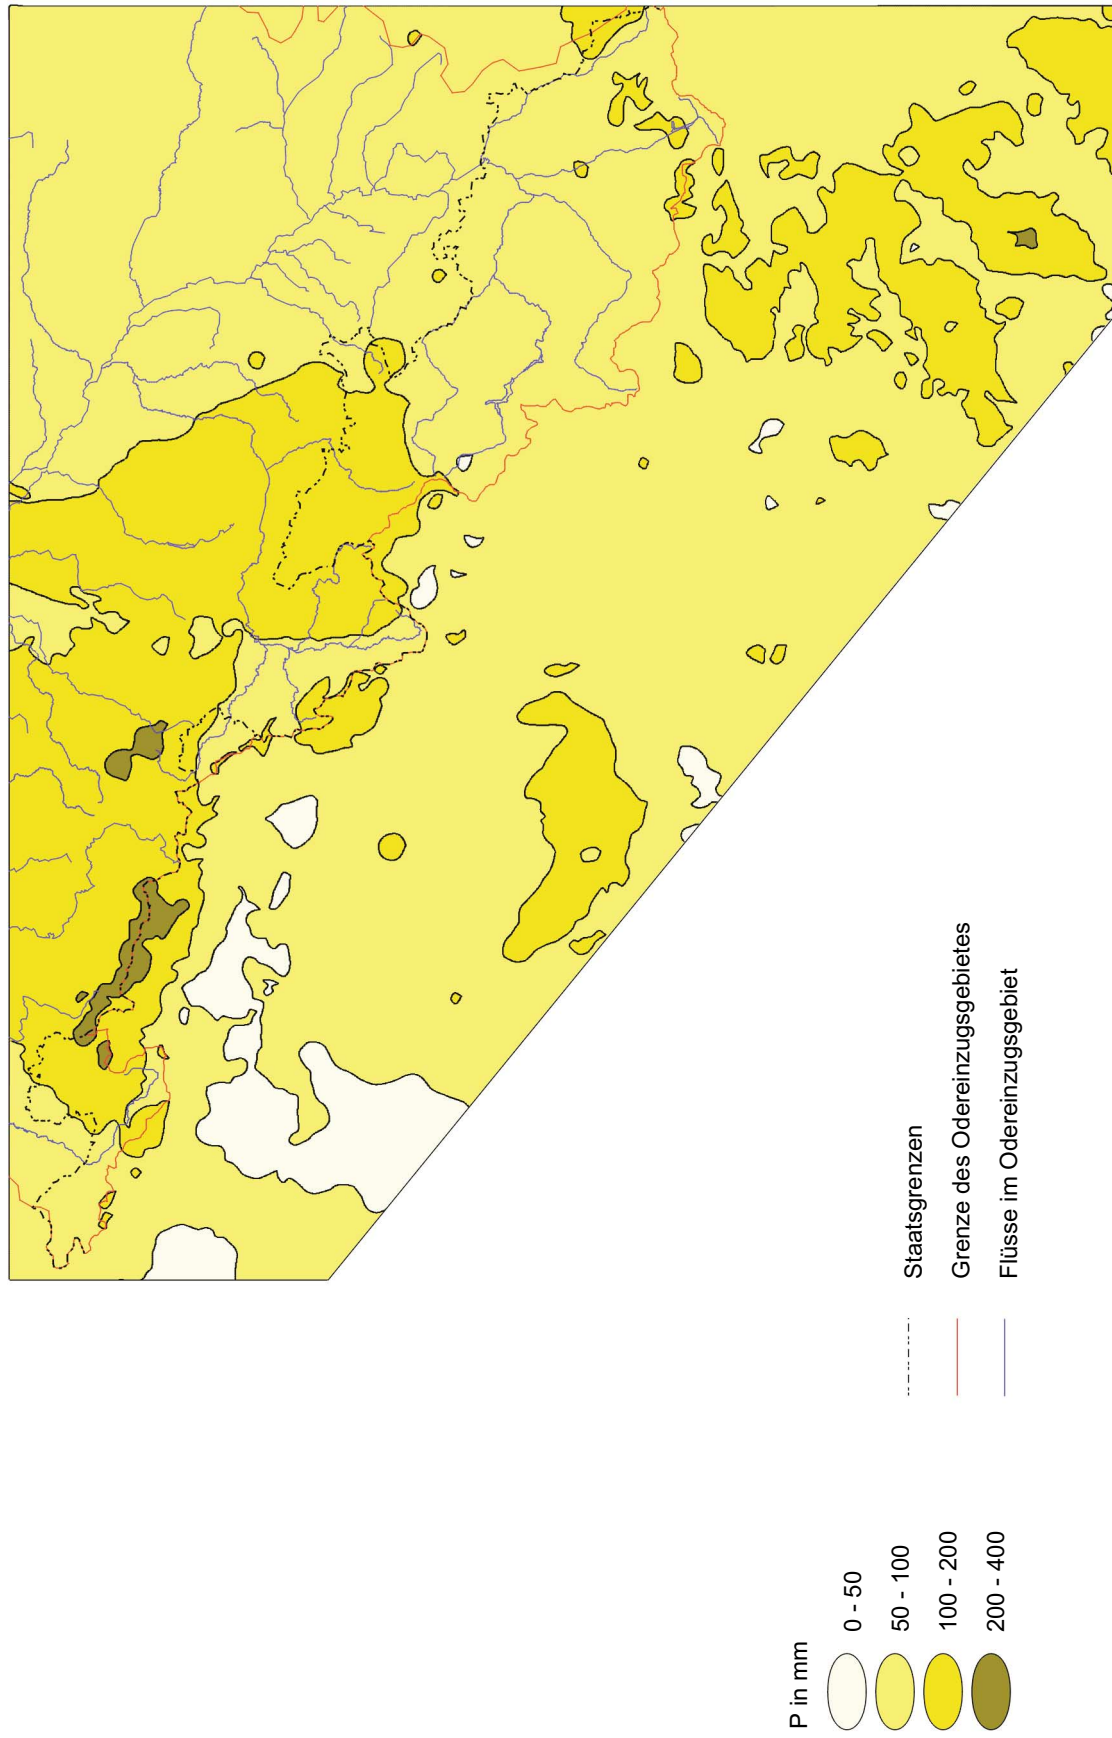 P in mm
0 - 50
50 - 100
100 - 200
200 - 400
Staatsgrenzen
Grenze des Odereinzugsgebietes
Flüsse im Odereinzugsgebiet